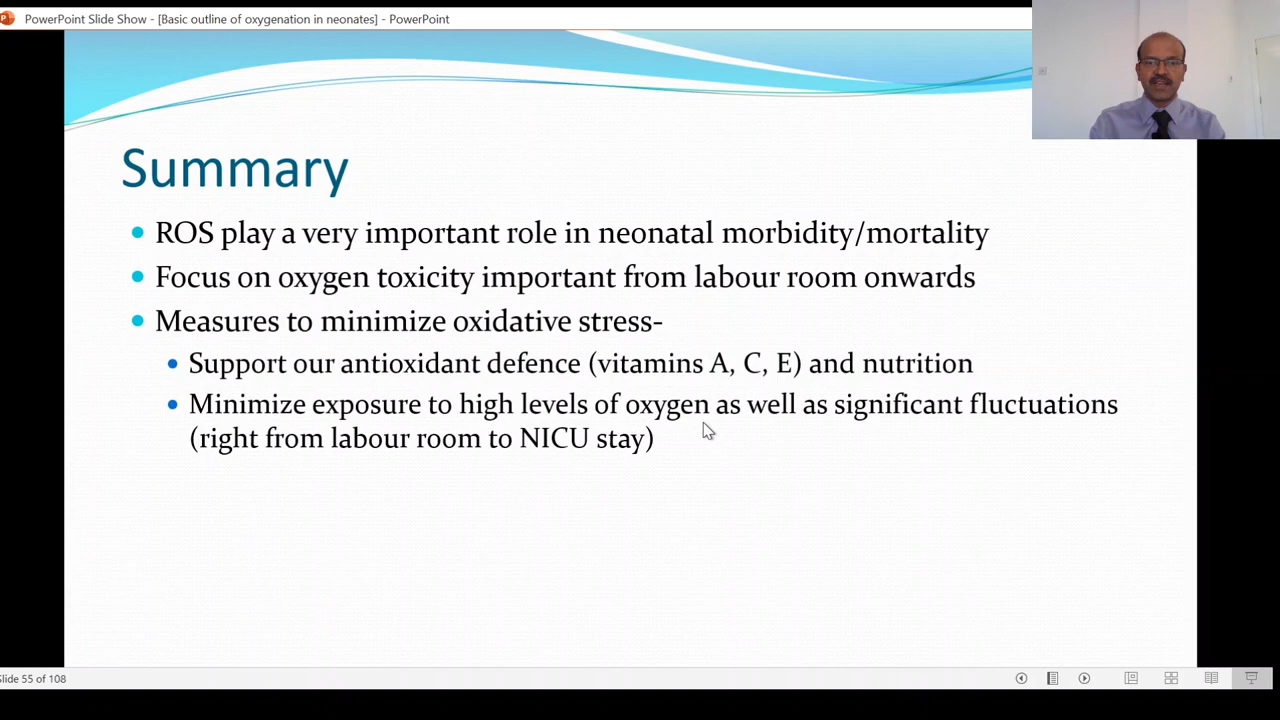 PowerPoint Slide Show - [Basic outline of oxygenation in neonates] - PowerPoint
Summary
ROS play a very important role in neonatal morbidity/mortality
Focus on oxygen toxicity important from labour room onwards
Measures to minimize oxidative stress-
Support our antioxidant defence (vitamins A, C, E) and nutrition
Minimize exposure to high levels of oxygen as well as significant fluctuations
(right from labour room to NICU stay)
Slide 55 of 108